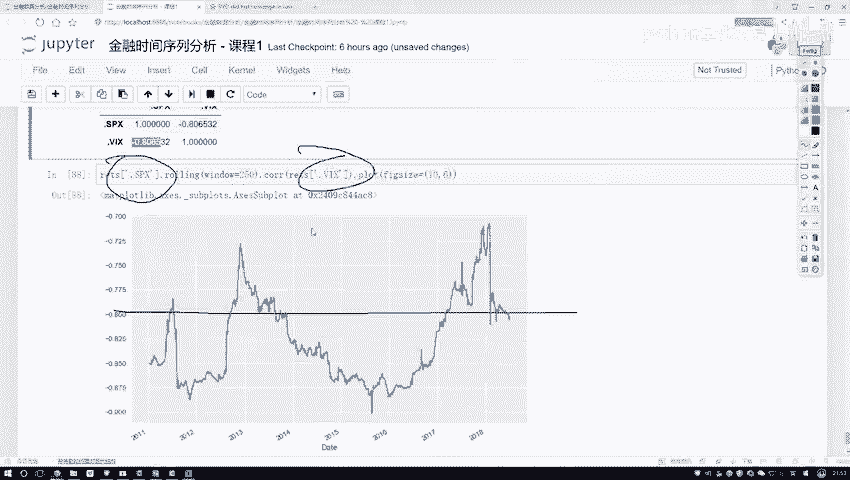 jupyter 金融时间序列分析 - 课程1 Last Checkpoint: 6 hours ago (unsaved changes)
File Edit View Insert Cell Kernel Widgets Help
Not Trusted
Code
.SPX .VIX
.SPX 1.000000 -0.806532
.VIX -0.806532 1.000000
In [88]: rets['.SPX'].rolling(window=250).corr(rets['.VIX']).plot(figsize=(10,6))
Out[88]: <matplotlib.axes._subplots.AxesSubplot at 0x2409c844ac8>
-0.700
-0.725
-0.750
-0.775
-0.800
-0.825
-0.850
-0.875
-0.900
2011 2012 2013 2014 2015 2016 2017 2018
Date
21:53